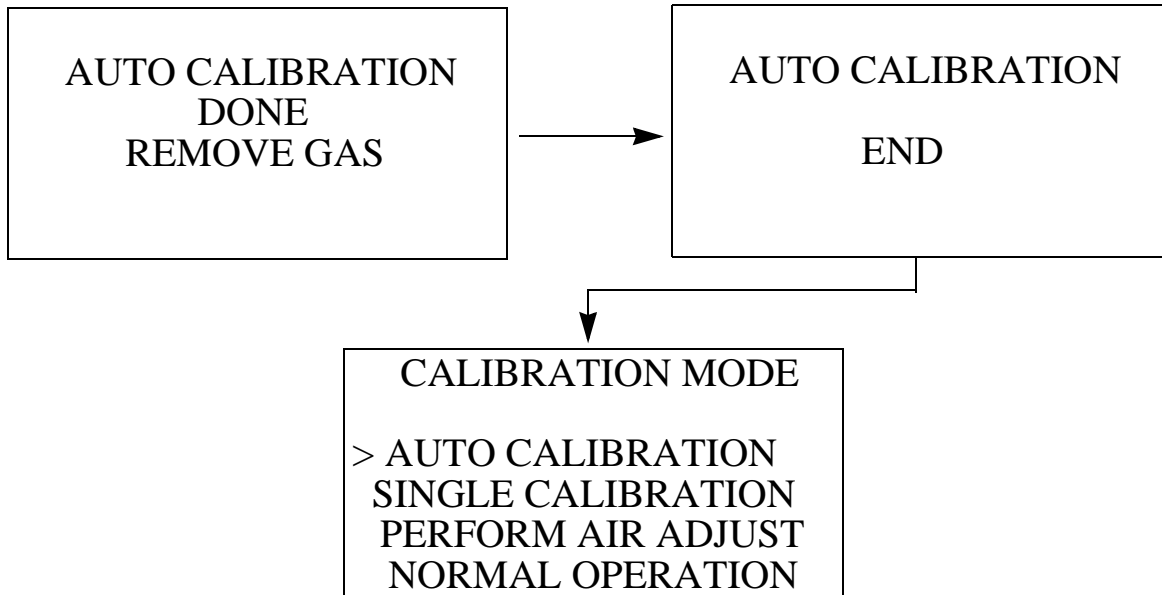 AUTO CALIBRATION
DONE
REMOVE GAS
AUTO CALIBRATION
END
CALIBRATION MODE
> AUTO CALIBRATION
SINGLE CALIBRATION
PERFORM AIR ADJUST
NORMAL OPERATION